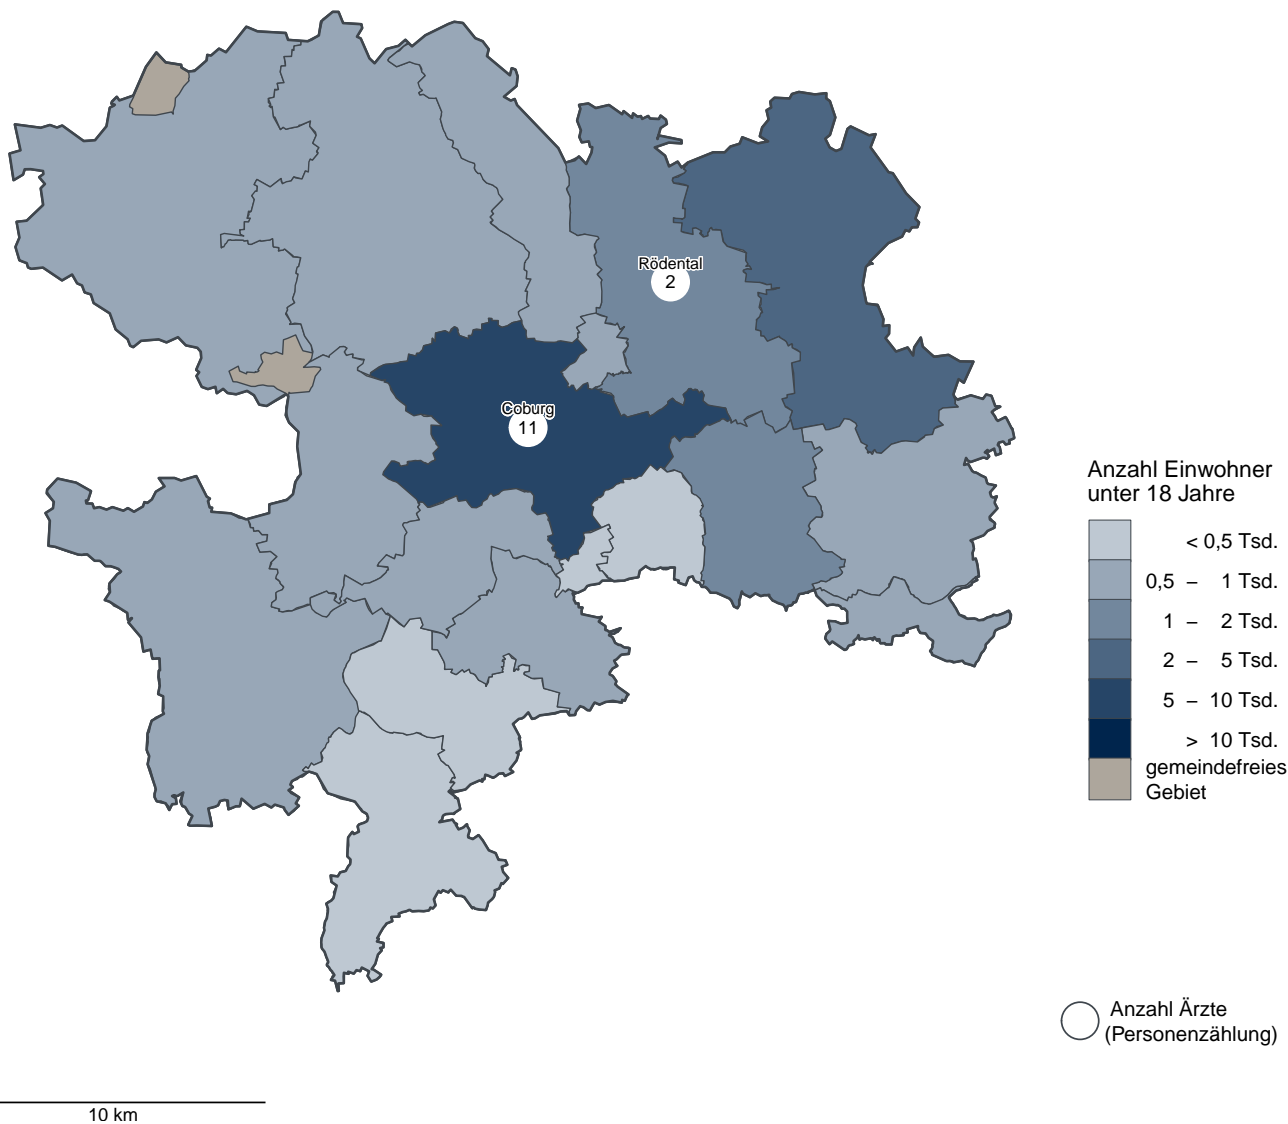 Rödental
2
Coburg
11
Anzahl Einwohner
unter 18 Jahre
< 0,5 Tsd.
0,5 – 1 Tsd.
1 – 2 Tsd.
2 – 5 Tsd.
5 – 10 Tsd.
> 10 Tsd.
gemeindefreies
Gebiet
Anzahl Ärzte
(Personenzählung)
10 km